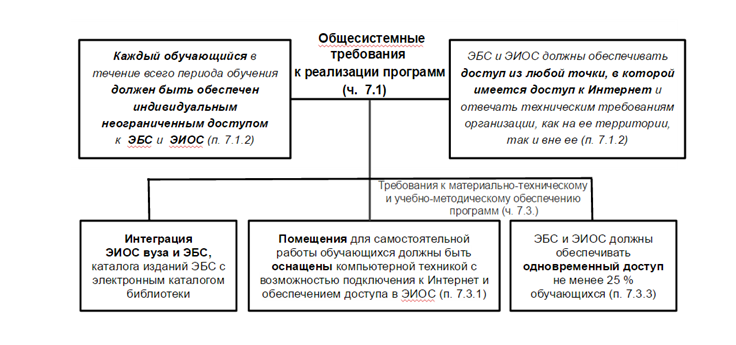 Общесистемные
требования
к реализации программ
(ч. 7.1)
Каждый обучающийся в
течение всего периода обучения
должен быть обеспечен
индивидуальным
неограниченным доступом
к ЭБС и ЭИОС (п. 7.1.2)
ЭБС и ЭИОС должны обеспечивать
доступ из любой точки, в которой
имеется доступ к Интернет и
отвечать техническим требованиям
организации, как на ее территории,
так и вне ее (п. 7.1.2)
Требования к материально-техническому
и учебно-методическому обеспечению
программ (ч. 7.3.)
Интеграция
ЭИОС вуза и ЭБС,
каталога изданий ЭБС с
электронным каталогом
библиотеки
Помещения для самостоятельной
работы обучающихся должны быть
оснащены компьютерной техникой с
возможностью подключения к Интернет и
обеспечением доступа в ЭИОС (п. 7.3.1)
ЭБС и ЭИОС должны
обеспечивать
одновременный доступ
не менее 25 %
обучающихся (п. 7.3.3)